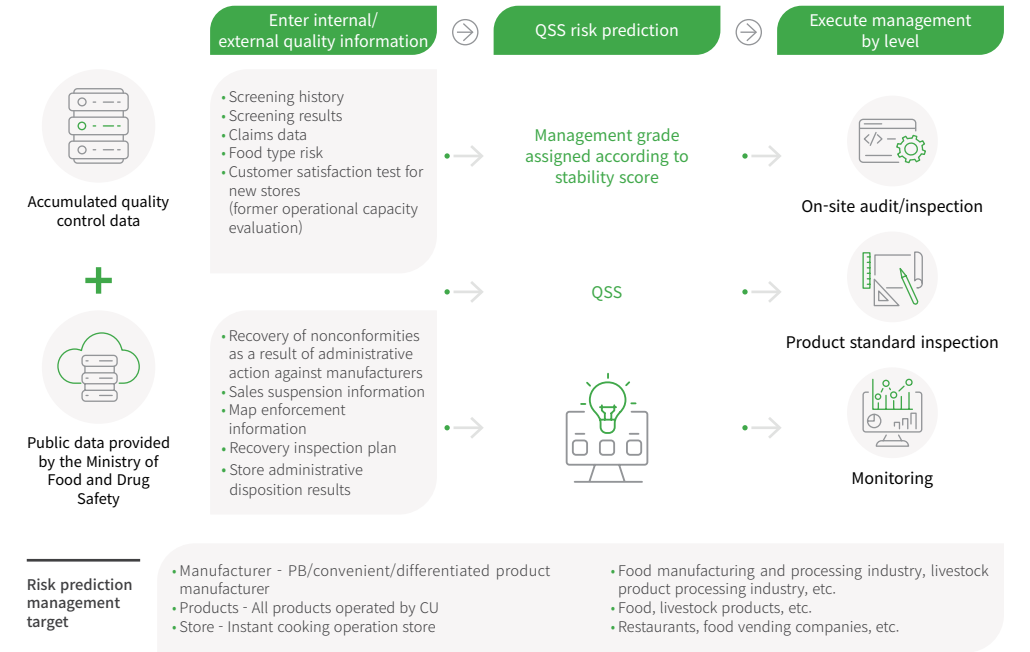 Enter internal/
external quality information
QSS risk prediction
Execute management
by level
Accumulated quality
control data
• Screening history
• Screening results
• Claims data
• Food type risk
• Customer satisfaction test for
new stores
(former operational capacity
evaluation)
Management grade
assigned according to
stability score
On-site audit/inspection
+
QSS
Product standard inspection
Public data provided
by the Ministry of
Food and Drug
Safety
• Recovery of nonconformities
as a result of administrative
action against manufacturers
• Sales suspension information
• Map enforcement
information
• Recovery inspection plan
• Store administrative
disposition results
</>
Monitoring
Risk prediction
management
target
• Manufacturer - PB/convenient/differentiated product
manufacturer
• Products - All products operated by CU
• Store - Instant cooking operation store
• Food manufacturing and processing industry, livestock
product processing industry, etc.
• Food, livestock products, etc.
• Restaurants, food vending companies, etc.